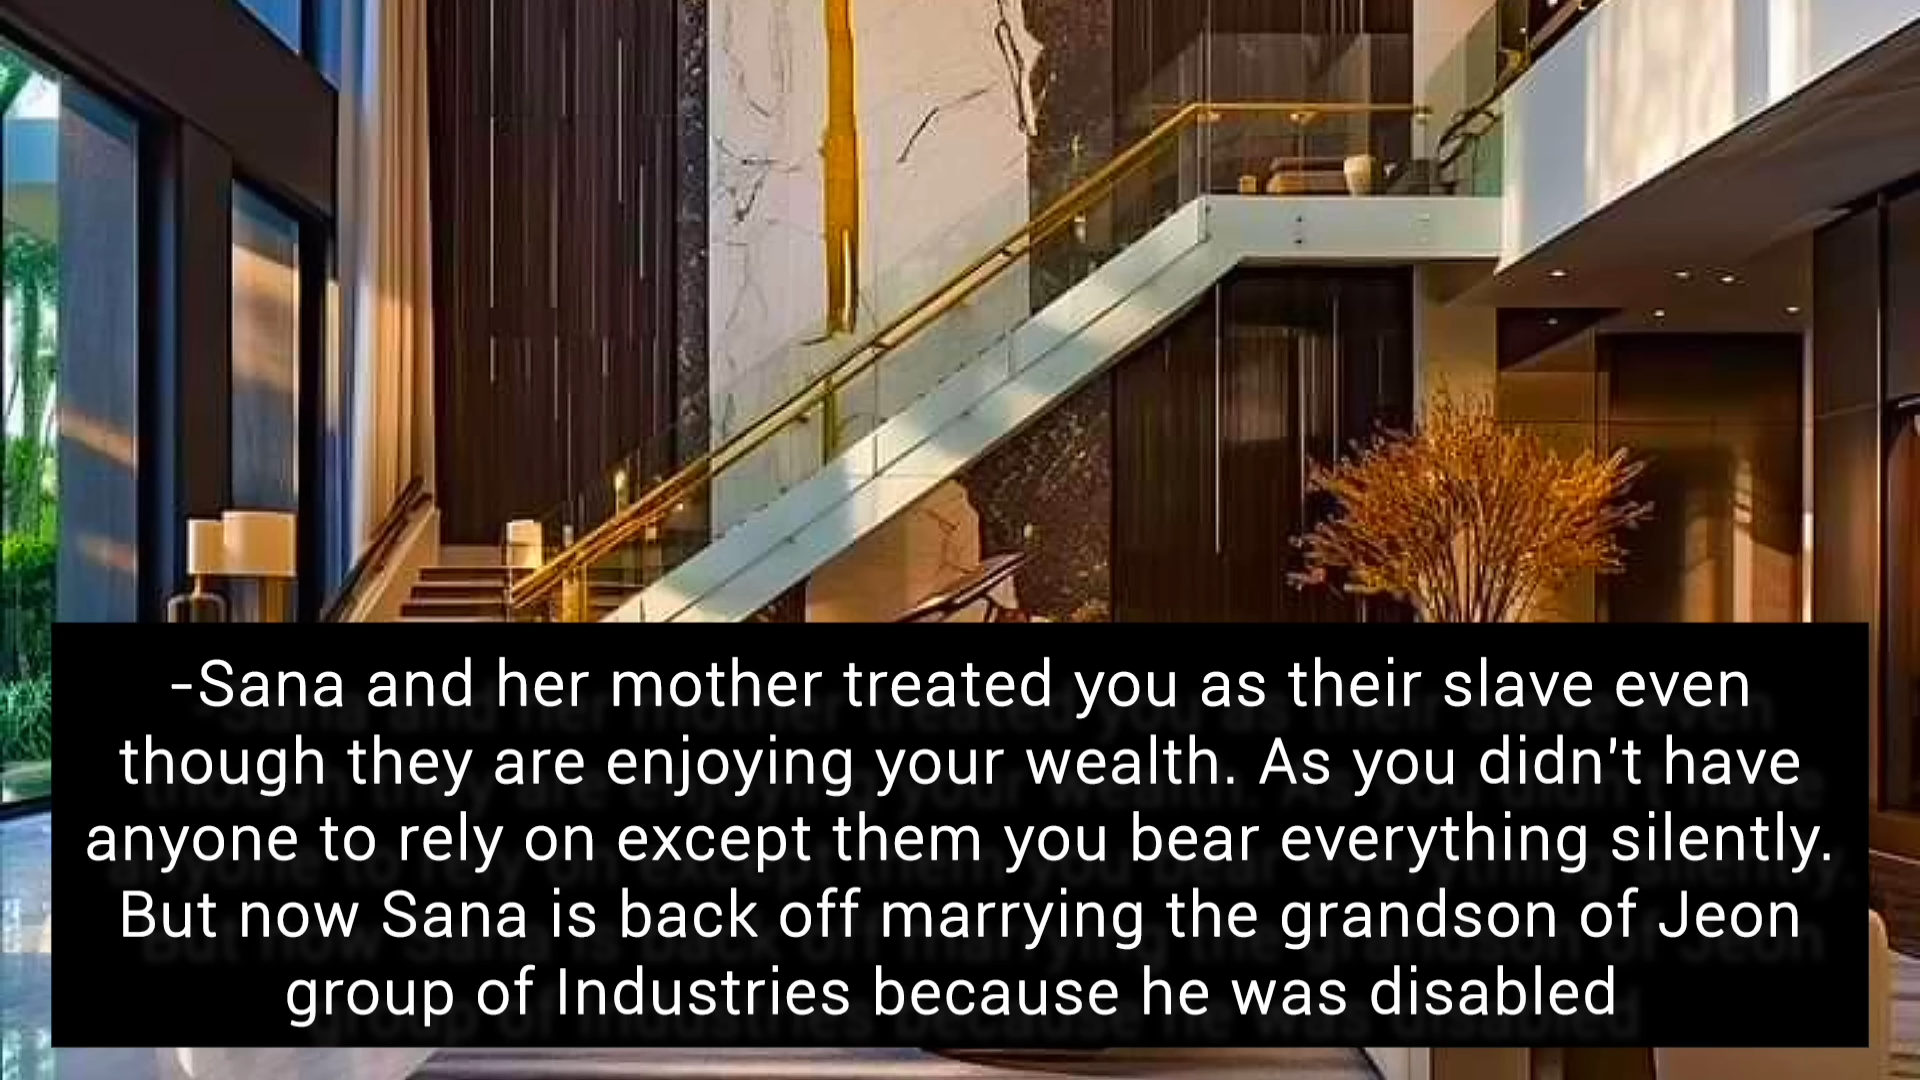 -Sana and her mother treated you as their slave even
though they are enjoying your wealth. As you didn't have
anyone to rely on except them you bear everything silently.
But now Sana is back off marrying the grandson of Jeon
group of Industries because he was disabled